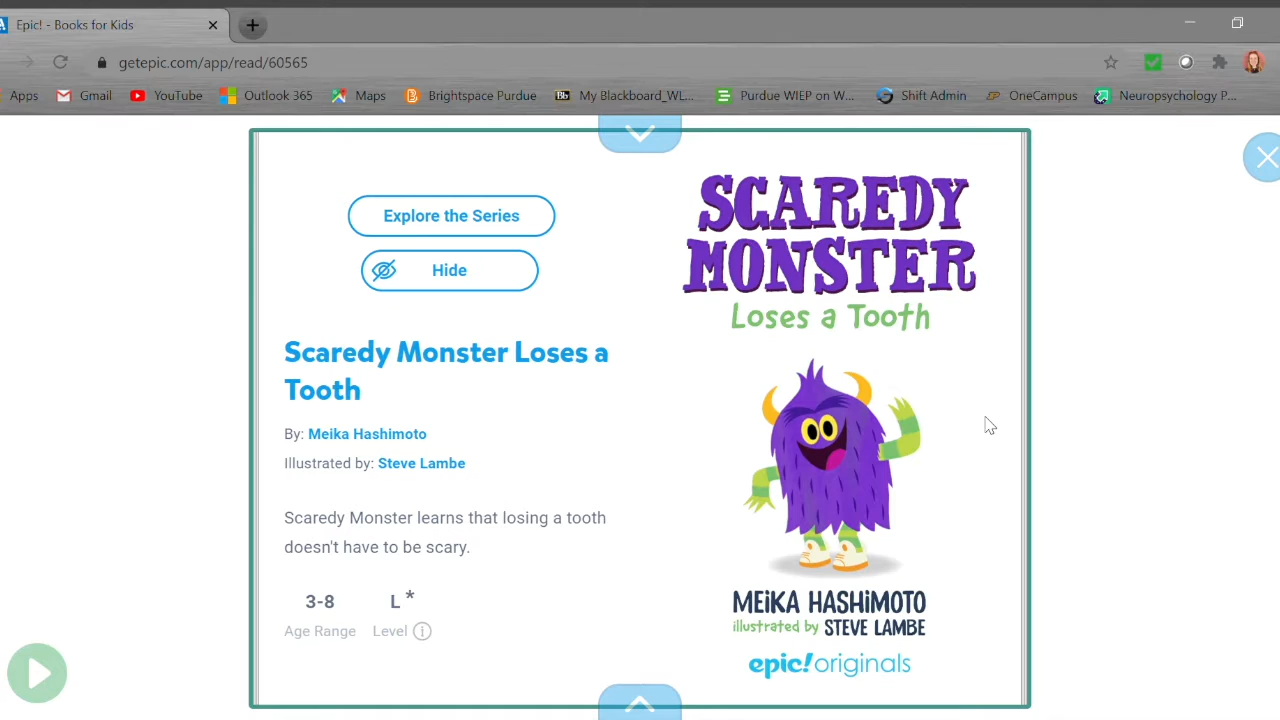 Epic! - Books for Kids
getepic.com/app/read/60565
Apps Gmail YouTube Outlook 365 Maps Brightspace Purdue Bb My Blackboard_WL... Purdue WIEP on W... Shift Admin OneCampus Neuropsychology P...
Explore the Series
Hide
Scaredy Monster Loses a
Tooth
By: Meika Hashimoto
Illustrated by: Steve Lambe
Scaredy Monster learns that losing a tooth
doesn't have to be scary.
3-8 L *
Age Range Level
SCAREDY
MONSTER
Loses a Tooth
MEiKA HASHiMOTO
illustrated by STEVE LAMBE
epic! originals